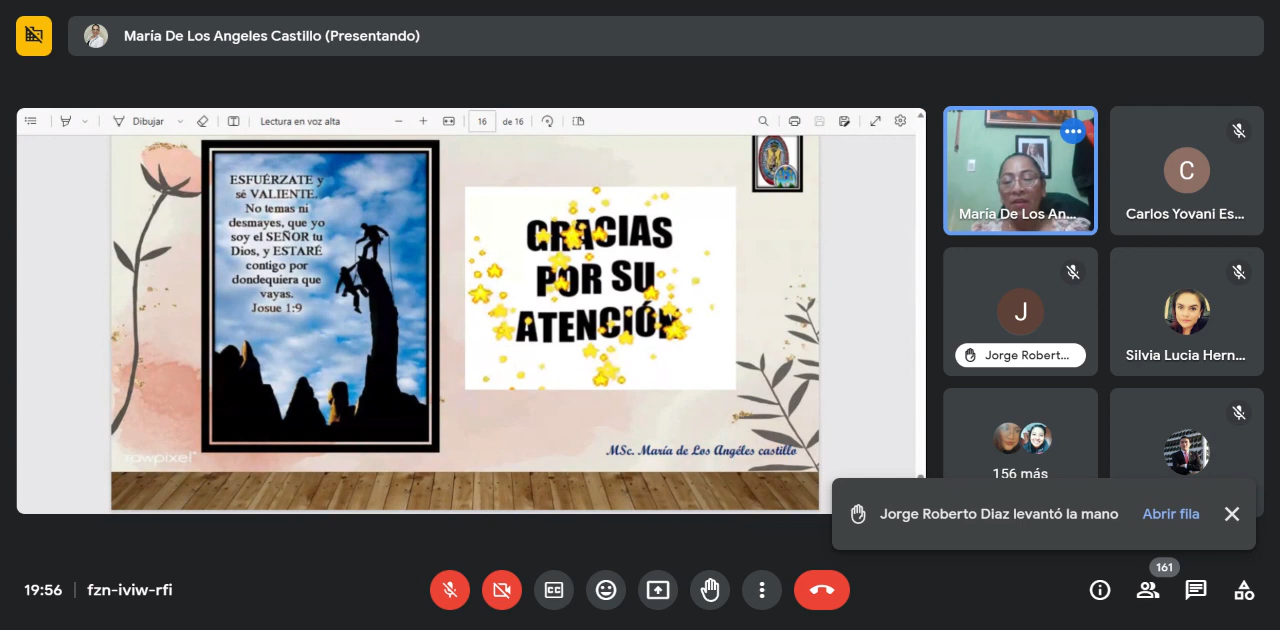 María De Los Angeles Castillo (Presentando)
Dibujar
Lectura en voz alta
16
de 16
ESFUÉRZATE y
sé VALIENTE.
No temas ni
desmayes, que yo
soy el SEÑOR tu
Dios, y ESTARÉ
contigo por
dondequiera que
vayas.
Josue 1:9
GRACIAS
POR SU
ATENCIÓN
MSc. María de Los Angéles castillo
rawpixel
María De Los An...
C
Carlos Yovani Es...
J
Jorge Robert...
Silvia Lucia Hern...
156 más
Jorge Roberto Diaz levantó la mano
Abrir fila
19:56
fzn-iviw-rfi
161